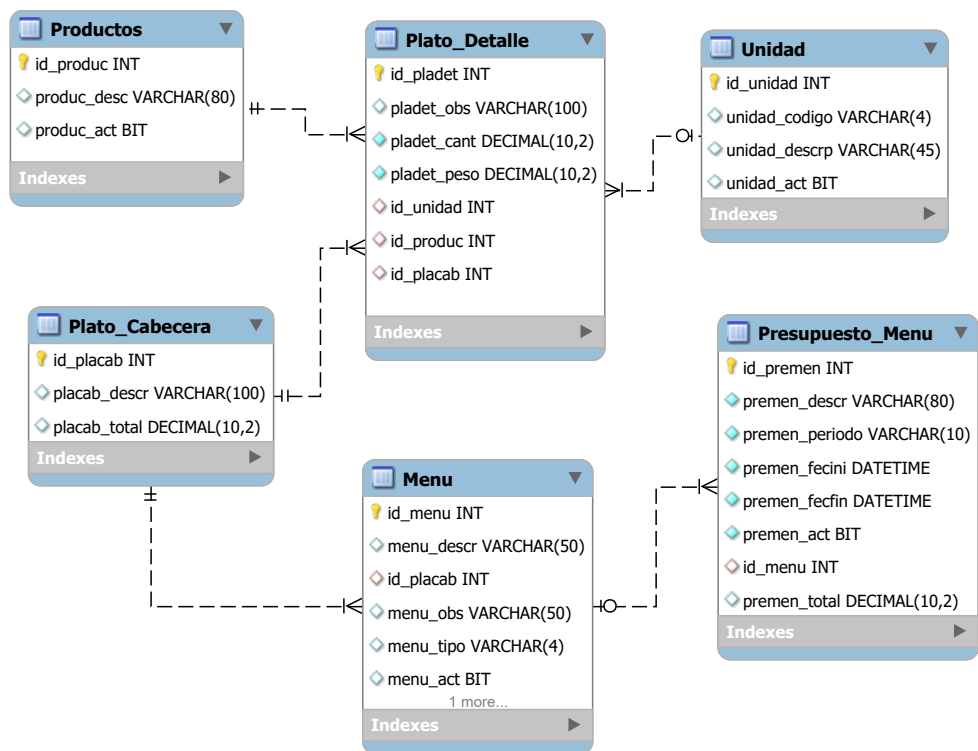 Productos
id_produc INT
produc_desc VARCHAR(80)
produc_act BIT
Indexes
Plato_Detalle
id_pladet INT
pladet_obs VARCHAR(100)
pladet_cant DECIMAL(10,2)
pladet_peso DECIMAL(10,2)
id_unidad INT
id_produc INT
id_placab INT
Indexes
Unidad
id_unidad INT
unidad_codigo VARCHAR(4)
unidad_descrp VARCHAR(45)
unidad_act BIT
Indexes
Plato_Cabecera
id_placab INT
placab_descr VARCHAR(100)
placab_total DECIMAL(10,2)
Indexes
Menu
id_menu INT
menu_descr VARCHAR(50)
id_placab INT
menu_obs VARCHAR(50)
menu_tipo VARCHAR(4)
menu_act BIT
1 more...
Indexes
Presupuesto_Menu
id_premen INT
premen_descr VARCHAR(80)
premen_periodo VARCHAR(10)
premen_fecini DATETIME
premen_fecfin DATETIME
premen_act BIT
id_menu INT
premen_total DECIMAL(10,2)
Indexes